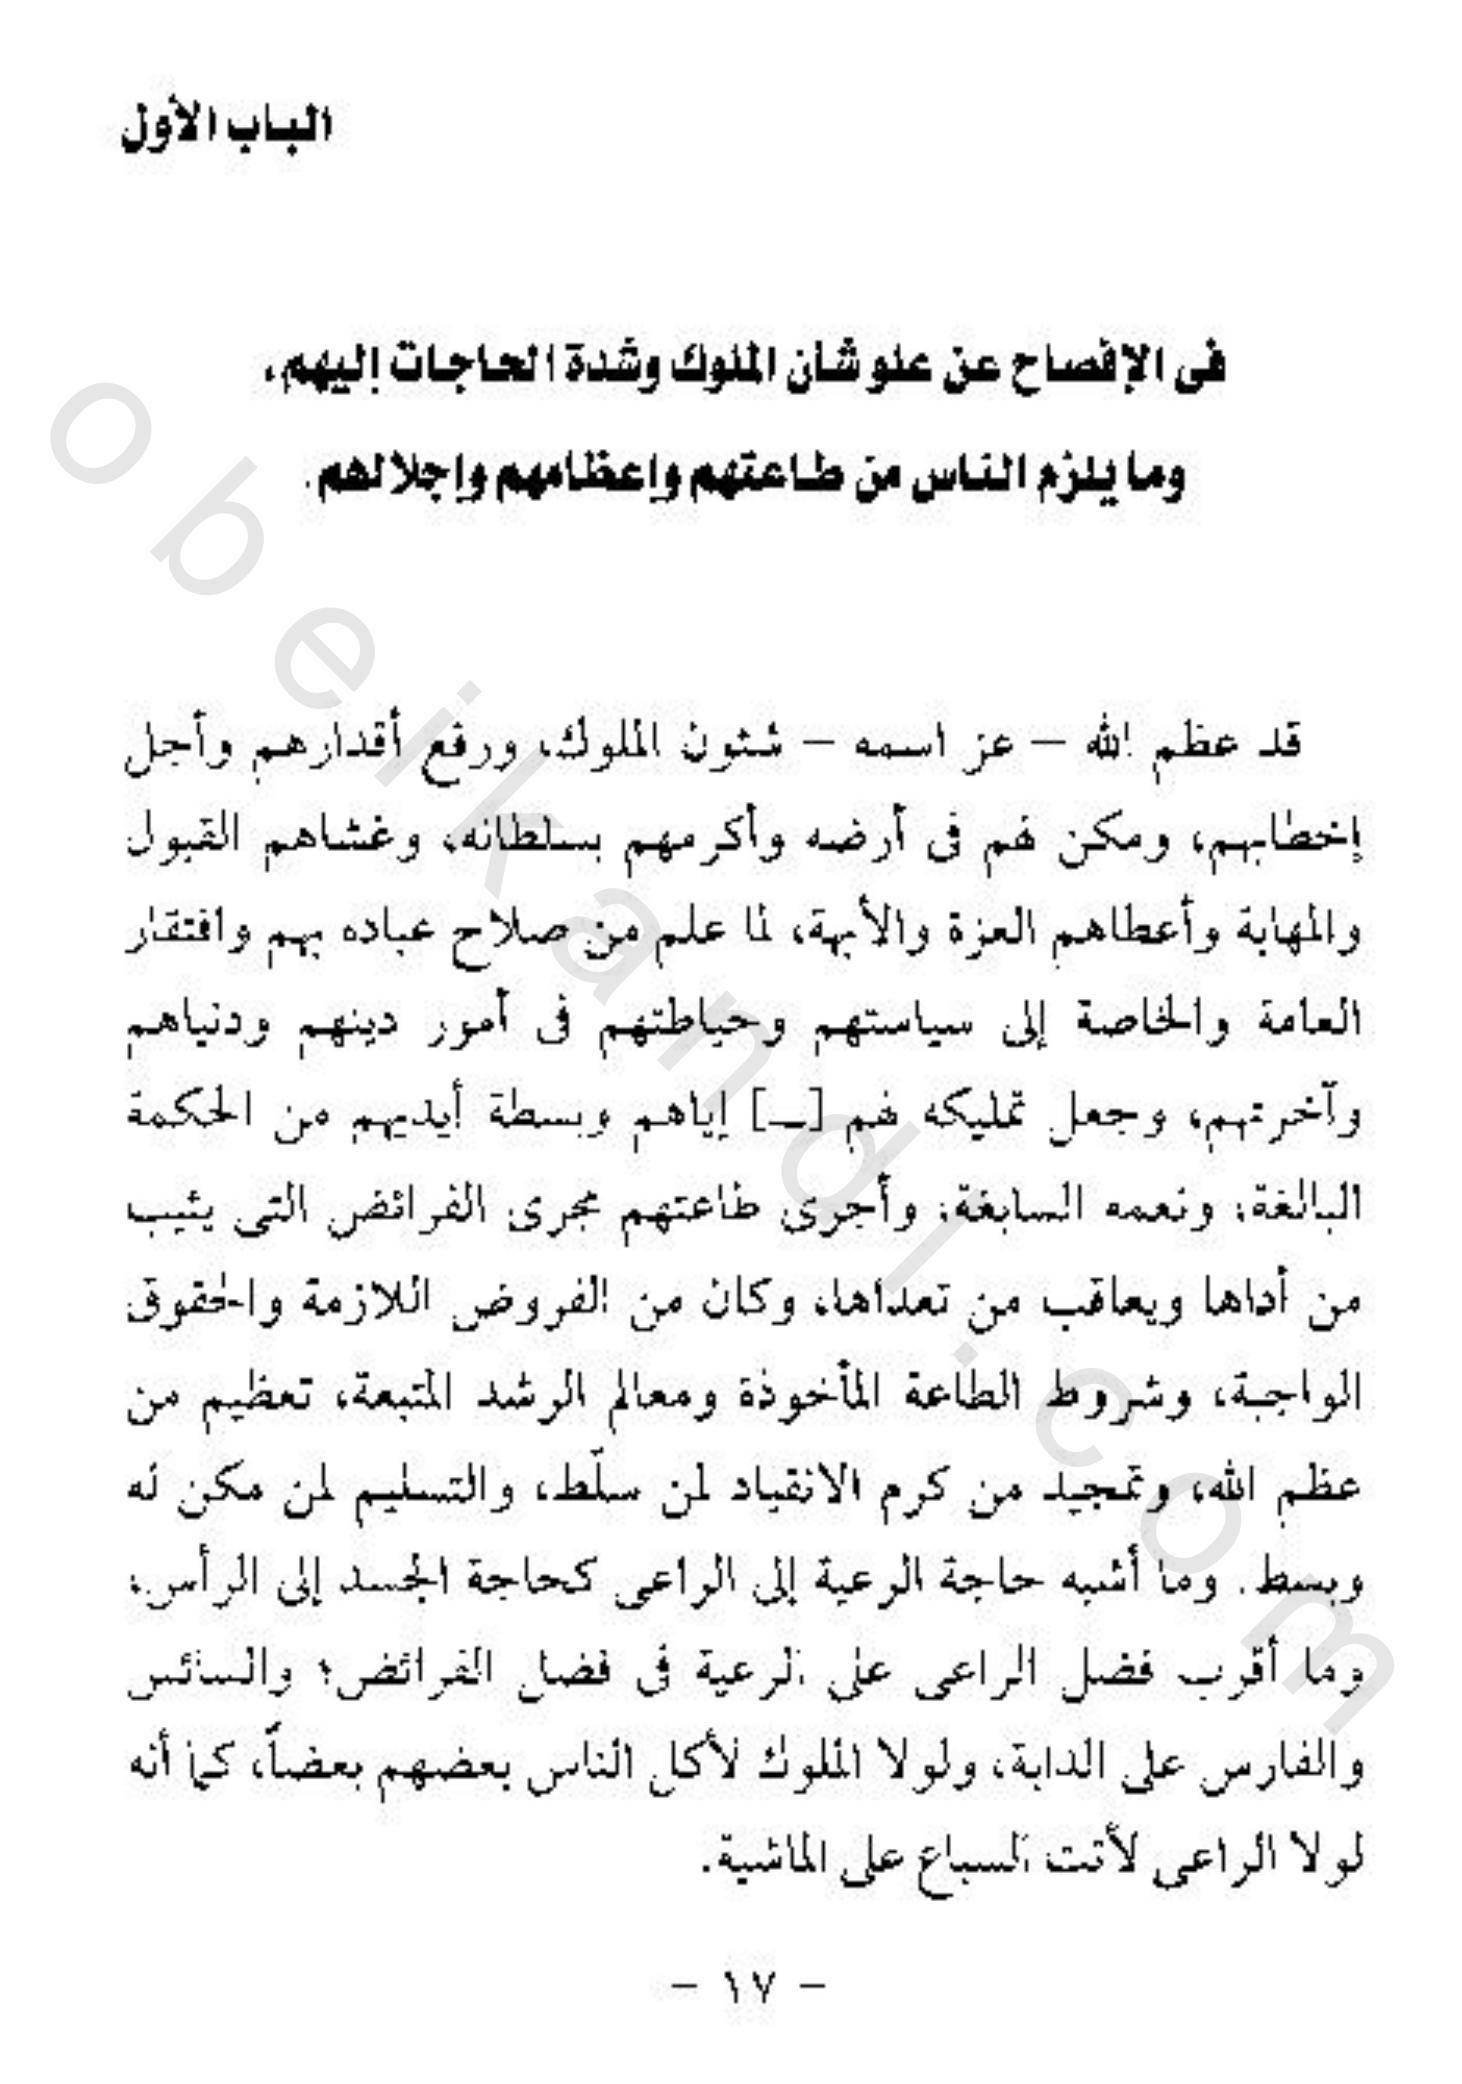 الباب الأول
فى الإفصاح عن علو شان الملوك وشدة الحاجات إليهم،
وما يلزم الناس من طاعتهم وإعظامهم وإجلالهم.
قد عظم الله – عز اسمه – شئون الملوك، ورفع أقدارهم وأجل
إخطابهم، ومكن لهم فى أرضه وأكرمهم بسلطانه، وغشاهم القبول
والمهابة وأعطاهم العزة والأبهة، لما علم من صلاح عباده بهم وافتقار
العامة والخاصة إلى سياستهم وحياطتهم فى أمور دينهم ودنياهم
وآخرتهم، وجعل تمليكه لهم [ــ] إياهم وبسطة أيديهم من الحكمة
البالغة، ونعمه السابغة، وأجرى طاعتهم مجرى الفرائض التى يثيب
من أداها ويعاقب من تعداها، وكان من الفروض اللازمة والحقوق
الواجبة، وشروط الطاعة المأخوذة ومعالم الرشد المتبعة، تعظيم من
عظم الله، وتمجيد من كرم الانقياد لمن سلّط، والتسليم لمن مكن له
وبسط. وما أشبه حاجة الرعية إلى الراعى كحاجة الجسد إلى الرأس،
وما أقرب فضل الراعى على الرعية فى فضل الفرائض؛ والسائس
والفارس على الدابة، ولولا الملوك لأكل الناس بعضهم بعضاً، كما أنه
لولا الراعى لأتت السباع على الماشية.
– ١٧ –
obeikandi.com